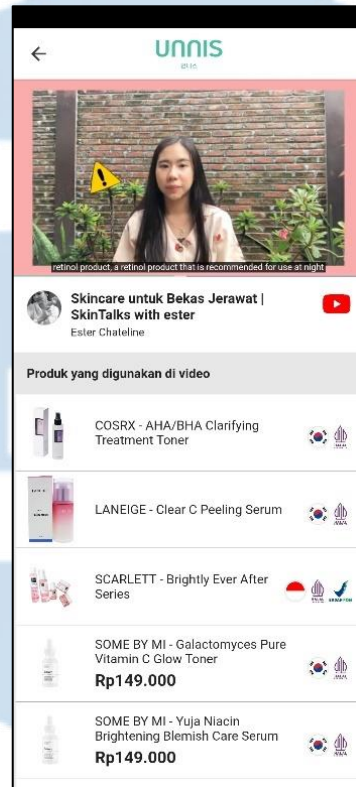 UNNIS
retinol product, a retinol product that is recommended for use at night
Skincare untuk Bekas Jerawat |
SkinTalks with ester
Ester Chateline
Produk yang digunakan di video
COSRX - AHA/BHA Clarifying
Treatment Toner
LANEIGE - Clear C Peeling Serum
SCARLETT - Brightly Ever After
Series
SOME BY MI - Galactomyces Pure
Vitamin C Glow Toner
Rp149.000
SOME BY MI - Yuja Niacin
Brightening Blemish Care Serum
Rp149.000